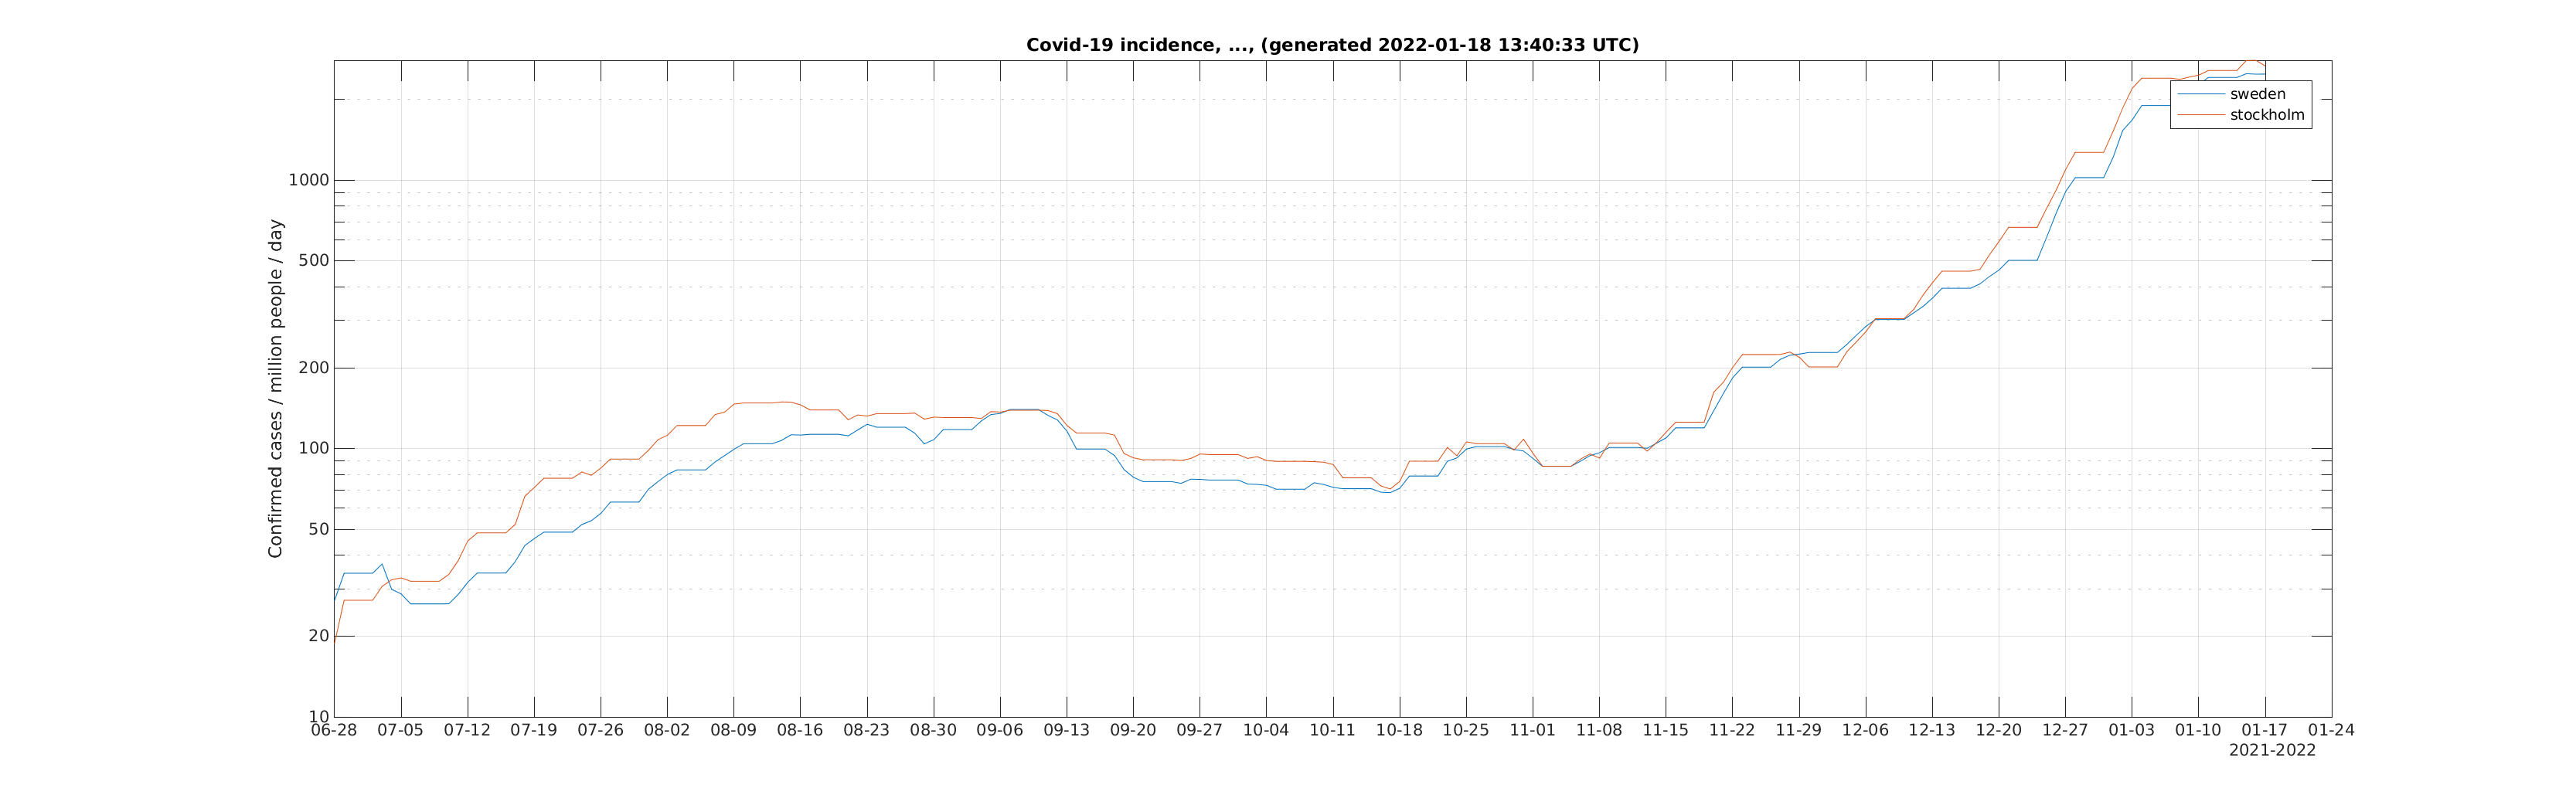 Covid-19 incidence, ..., (generated 2022-01-18 13:40:33 UTC)
sweden
stockholm
1000
500
200
100
50
20
10
Confirmed cases / million people / day
06-28 07-05 07-12 07-19 07-26 08-02 08-09 08-16 08-23 08-30 09-06 09-13 09-20 09-27 10-04 10-11 10-18 10-25 11-01 11-08 11-15 11-22 11-29 12-06 12-13 12-20 12-27 01-03 01-10 01-17 01-24
2021-2022